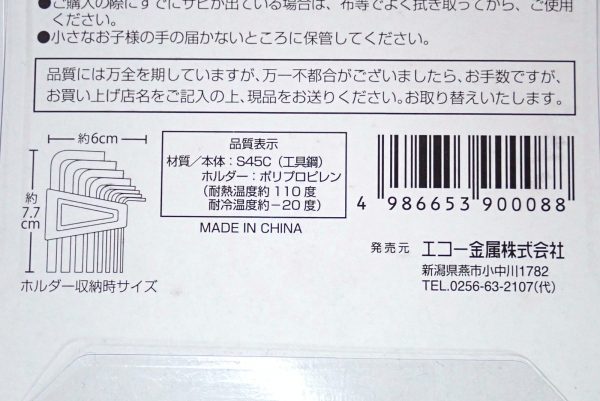 ●ご購入の際にすでにサビが出ている場合は、布等でよく拭き取ってから、ご使用
ください。
●小さなお子様の手の届かないところに保管してください。
品質には万全を期していますが、万一不都合がございましたら、お手数ですが、
お買い上げ店名をご記入の上、現品をお送りください。お取り替えいたします。
約6cm
約7.7cm
ホルダー収納時サイズ
品質表示
材質／本体：S45C（工具鋼）
ホルダー：ポリプロピレン
（耐熱温度約110度
耐冷温度約－20度）
MADE IN CHINA
4 986653 900088
発売元 エコー金属株式会社
新潟県燕市小中川1782
TEL.0256-63-2107(代)